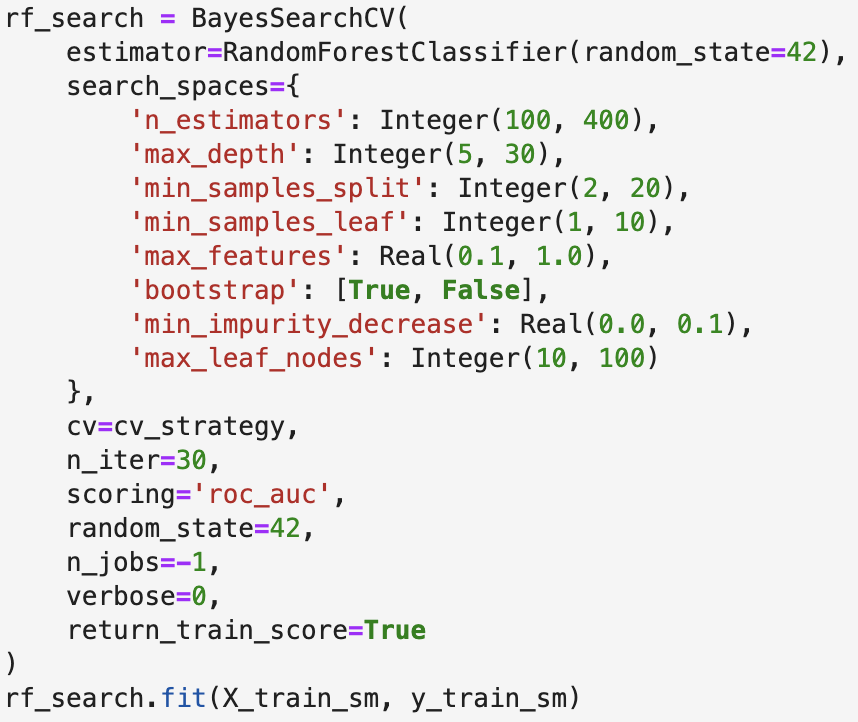 rf_search = BayesSearchCV(
    estimator=RandomForestClassifier(random_state=42),
    search_spaces={
        'n_estimators': Integer(100, 400),
        'max_depth': Integer(5, 30),
        'min_samples_split': Integer(2, 20),
        'min_samples_leaf': Integer(1, 10),
        'max_features': Real(0.1, 1.0),
        'bootstrap': [True, False],
        'min_impurity_decrease': Real(0.0, 0.1),
        'max_leaf_nodes': Integer(10, 100)
    },
    cv=cv_strategy,
    n_iter=30,
    scoring='roc_auc',
    random_state=42,
    n_jobs=-1,
    verbose=0,
    return_train_score=True
)
rf_search.fit(X_train_sm, y_train_sm)